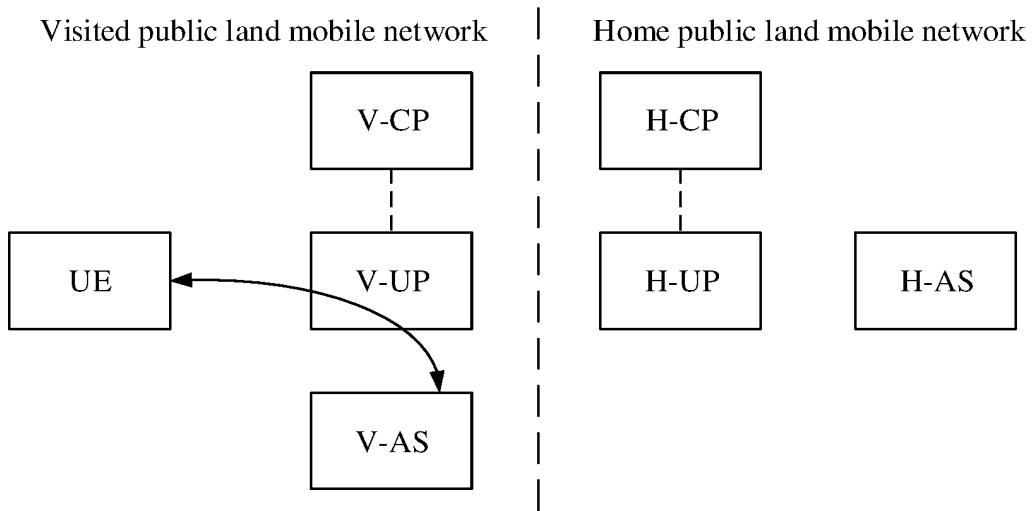 Visited public land mobile network
Home public land mobile network
V-CP
H-CP
UE
V-UP
H-UP
H-AS
V-AS